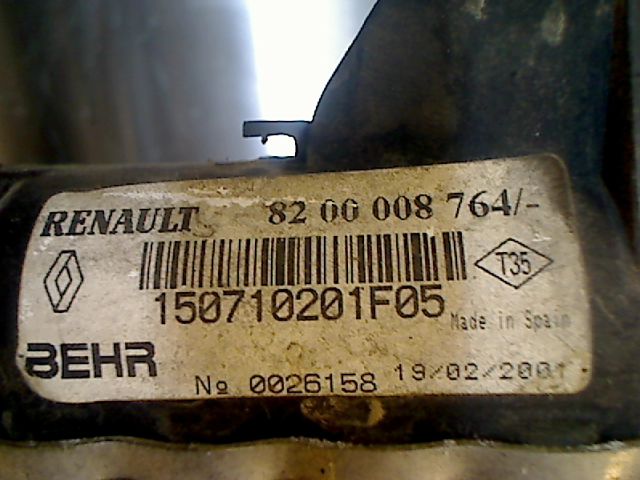 RENAULT 82 00 008 764/-
T35
150710201F05
Made in Spain
BEHR
No 0026158 19/02/2001